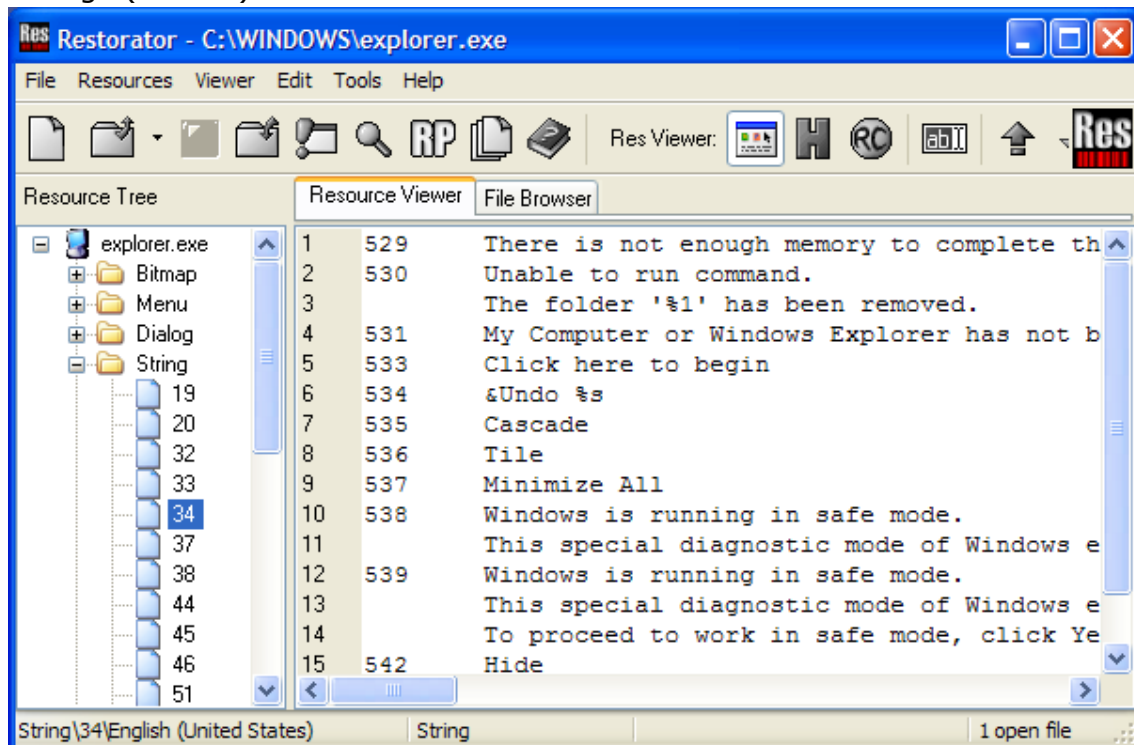 Res Restorator - C:\WINDOWS\explorer.exe
File Resources Viewer Edit Tools Help
RP Res Viewer: H RC ab Res
Resource Tree Resource Viewer File Browser
explorer.exe
Bitmap
Menu
Dialog
String
19
20
32
33
34
37
38
44
45
46
51
1 529 There is not enough memory to complete th
2 530 Unable to run command.
3 The folder '%1' has been removed.
4 531 My Computer or Windows Explorer has not b
5 533 Click here to begin
6 534 &Undo %s
7 535 Cascade
8 536 Tile
9 537 Minimize All
10 538 Windows is running in safe mode.
11 This special diagnostic mode of Windows e
12 539 Windows is running in safe mode.
13 This special diagnostic mode of Windows e
14 To proceed to work in safe mode, click Ye
15 542 Hide
String\34\English (United States) String 1 open file